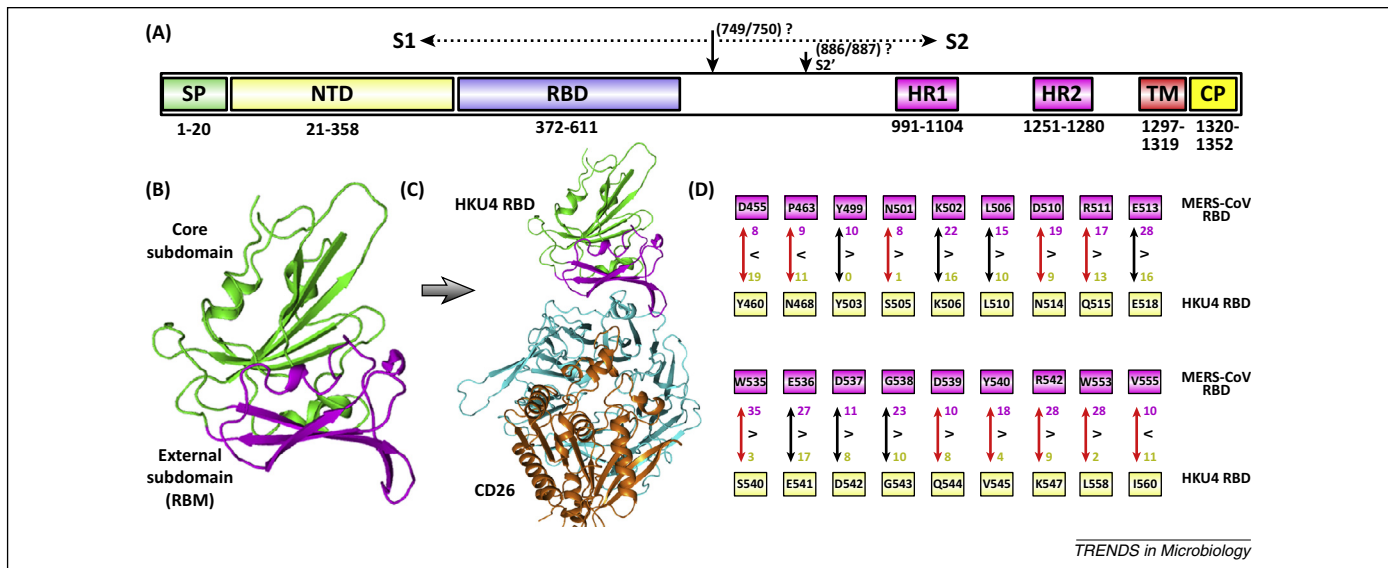 (A)
S1
(749/750) ?
S2
(886/887) ?
S2'
SP NTD RBD HR1 HR2 TM CP
1-20 21-358 372-611 991-1104 1251-1280 1297-1319 1320-1352
(B)
Core subdomain
External subdomain (RBM)
(C)
HKU4 RBD
CD26
(D)
D455 P463 Y499 N501 K502 L506 D510 R511 E513
MERS-CoV RBD
8 9 10 8 22 15 19 17 28
< < > > > > > > >
19 11 0 1 16 10 9 13 16
Y460 N468 Y503 S505 K506 L510 N514 Q515 E518
HKU4 RBD
W535 E536 D537 G538 D539 Y540 R542 W553 V555
MERS-CoV RBD
35 27 11 23 10 18 28 28 10
> > > > > > > > <
3 17 8 10 8 4 9 2 11
S540 E541 D542 G543 Q544 V545 K547 L558 I560
HKU4 RBD
TRENDS in Microbiology